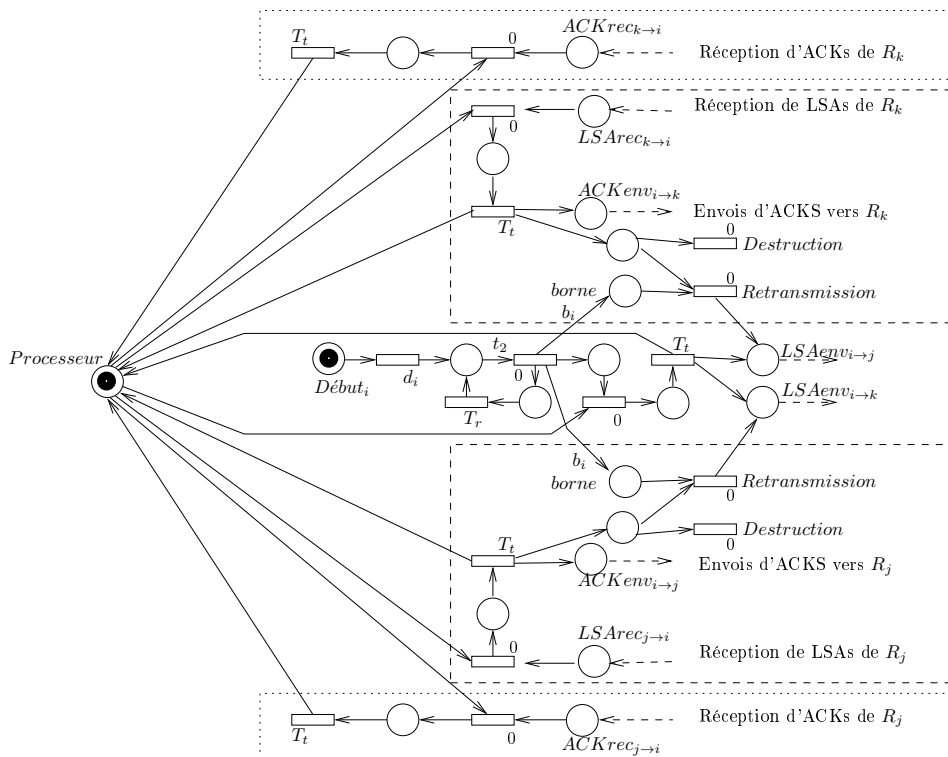 ACKrec_{k→i}
T_t
0
Réception d'ACKs de R_k
Réception de LSAs de R_k
0
LSArec_{k→i}
ACKenv_{i→k}
Envois d'ACKS vers R_k
T_t
0
Destruction
0
borne
Retransmission
b_i
Processeur
t_2
T_t
LSAenv_{i→j}
Début_i
d_i
0
LSAenv_{i→k}
T_r
0
b_i
borne
Retransmission
0
Destruction
T_t
0
Envois d'ACKS vers R_j
ACKenv_{i→j}
LSArec_{j→i}
0
Réception de LSAs de R_j
Réception d'ACKs de R_j
T_t
0
ACKrec_{j→i}